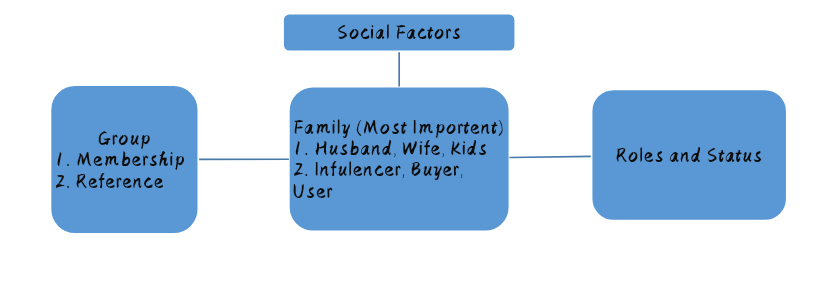 Social Factors
Group
1. Membership
2. Reference
Family (Most Importent)
1. Husband, Wife, Kids
2. Infulencer, Buyer,
User
Roles and Status